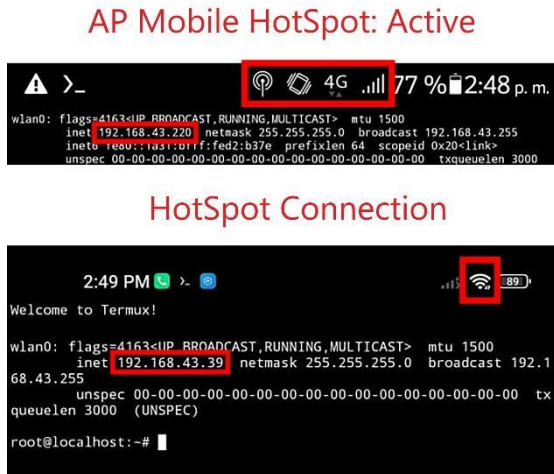 AP Mobile HotSpot: Active
>_ 4G 77 % 2:48 p. m.
wlan0: flags=4163<UP,BROADCAST,RUNNING,MULTICAST> mtu 1500
inet 192.168.43.220 netmask 255.255.255.0 broadcast 192.168.43.255
inet6 prefixlen 64 scopeid 0x20<link>
unspec 00-00-00-00-00-00-00-00-00-00-00-00-00-00-00-00 txqueuelen 3000
HotSpot Connection
2:49 PM >_ 89
Welcome to Termux!
wlan0: flags=4163<UP,BROADCAST,RUNNING,MULTICAST> mtu 1500
inet 192.168.43.39 netmask 255.255.255.0 broadcast 192.1
68.43.255
unspec 00-00-00-00-00-00-00-00-00-00-00-00-00-00-00-00 tx
queuelen 3000 (UNSPEC)
root@localhost:~#